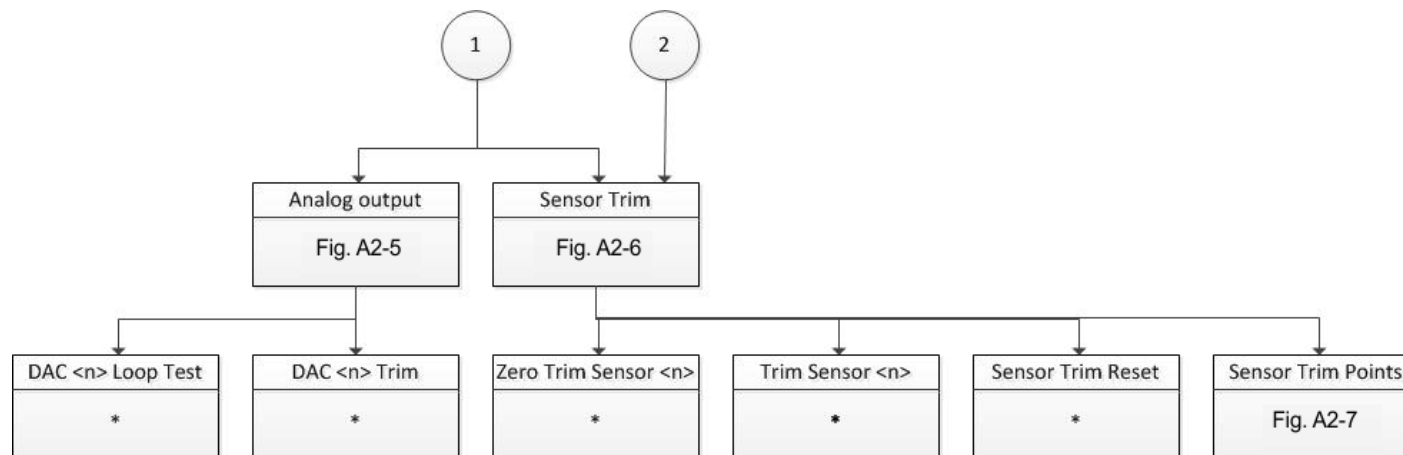 1
2
Analog output
Fig. A2-5
Sensor Trim
Fig. A2-6
DAC <n> Loop Test
*
DAC <n> Trim
*
Zero Trim Sensor <n>
*
Trim Sensor <n>
*
Sensor Trim Reset
*
Sensor Trim Points
Fig. A2-7